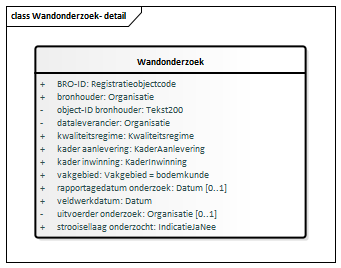 class Wandonderzoek- detail
Wandonderzoek
+ BRO-ID: Registratieobjectcode
+ bronhouder: Organisatie
- object-ID bronhouder: Tekst200
- dataleverancier: Organisatie
+ kwaliteitsregime: Kwaliteitsregime
+ kader aanlevering: KaderAanlevering
+ kader inwinning: KaderInwinning
+ vakgebied: Vakgebied = bodemkunde
+ rapportagedatum onderzoek: Datum [0..1]
+ veldwerkdatum: Datum
- uitvoerder onderzoek: Organisatie [0..1]
+ strooisellaag onderzocht: IndicatieJaNee